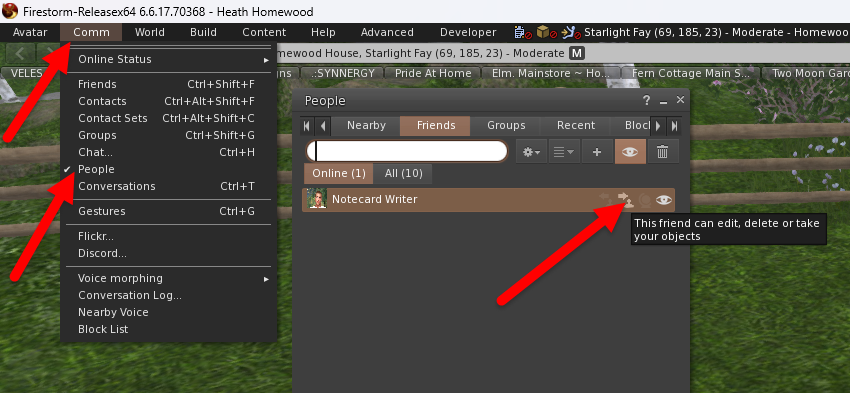 Firestorm-Releasex64 6.6.17.70368 - Heath Homewood
Avatar Comm World Build Content Help Advanced Developer Starlight Fay (69, 185, 23) - Moderate - Homewoo
mewood House, Starlight Fay (69, 185, 23) - Moderate M
VELES ns .:SYNNERGY Pride At Home Elm. Mainstore ~ Ho... Fern Cottage Main S... Two Moon Gard
Online Status
Friends Ctrl+Shift+F
Contacts Ctrl+Alt+Shift+F
Contact Sets Ctrl+Alt+Shift+C
Groups Ctrl+Shift+G
Chat... Ctrl+H
People
Conversations Ctrl+T
Gestures Ctrl+G
Flickr...
Discord...
Voice morphing
Conversation Log...
Nearby Voice
Block List
People
Nearby Friends Groups Recent Bloc
Online (1) All (10)
Notecard Writer
This friend can edit, delete or take
your objects